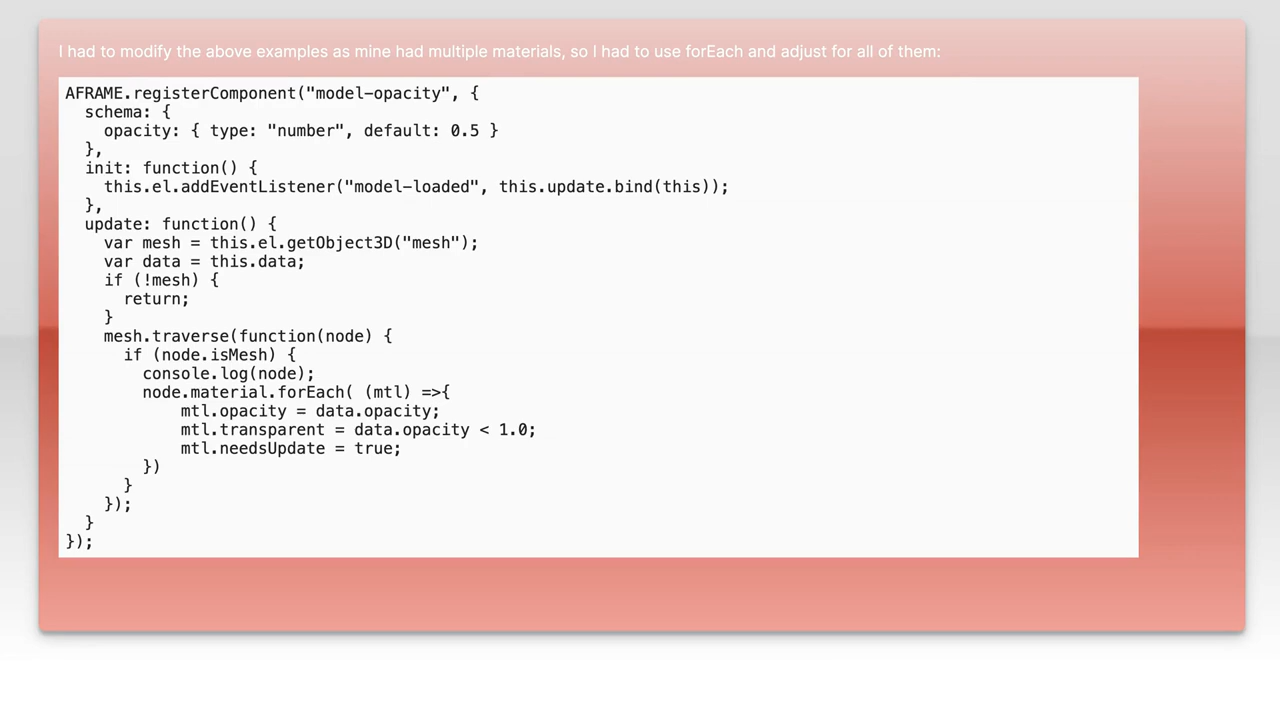 I had to modify the above examples as mine had multiple materials, so I had to use forEach and adjust for all of them:
AFRAME.registerComponent("model-opacity", {
  schema: {
    opacity: { type: "number", default: 0.5 }
  },
  init: function() {
    this.el.addEventListener("model-loaded", this.update.bind(this));
  },
  update: function() {
    var mesh = this.el.getObject3D("mesh");
    var data = this.data;
    if (!mesh) {
      return;
    }
    mesh.traverse(function(node) {
      if (node.isMesh) {
        console.log(node);
        node.material.forEach( (mtl) =>{
            mtl.opacity = data.opacity;
            mtl.transparent = data.opacity < 1.0;
            mtl.needsUpdate = true;
        })
      }
    });
  }
});